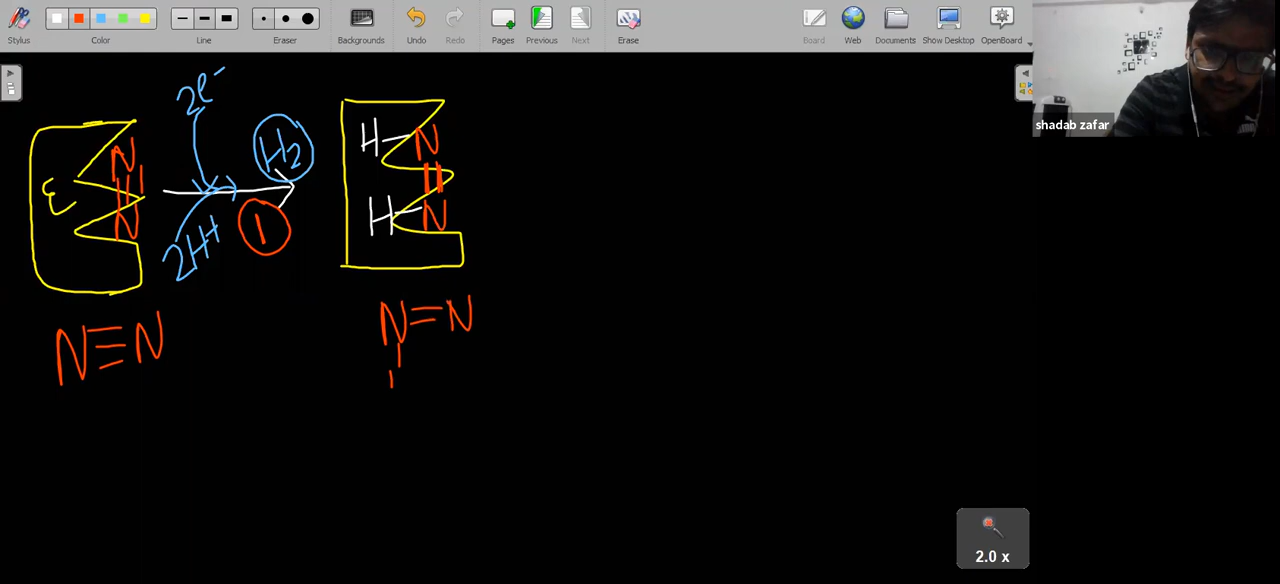 Stylus
Color
Line
Eraser
Backgrounds
Undo
Redo
Pages
Previous
Next
Erase
Board
Web
Documents
Show Desktop
OpenBoard
shadab zafar
2e⁻
N
|||
N
E
2H+
H2
1
H-N
||
H-N
N≡N
N=N
2.0 x